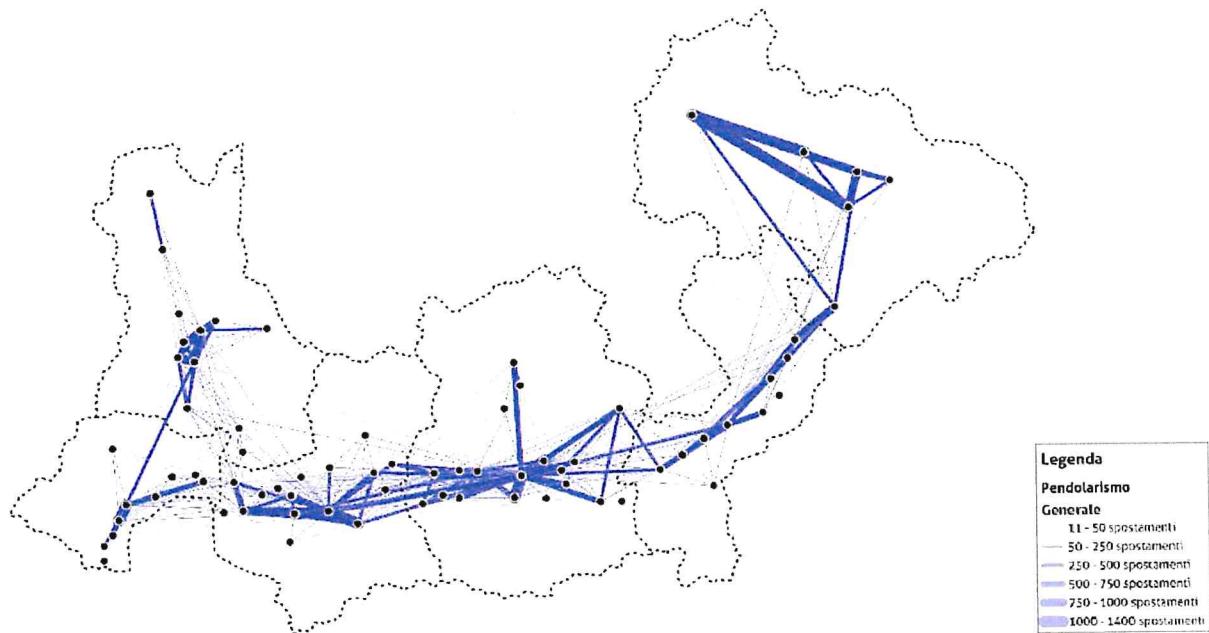 Legenda
Pendolarismo
Generale
11 - 50 spostamenti
50 - 250 spostamenti
250 - 500 spostamenti
500 - 750 spostamenti
750 - 1000 spostamenti
1000 - 1400 spostamenti